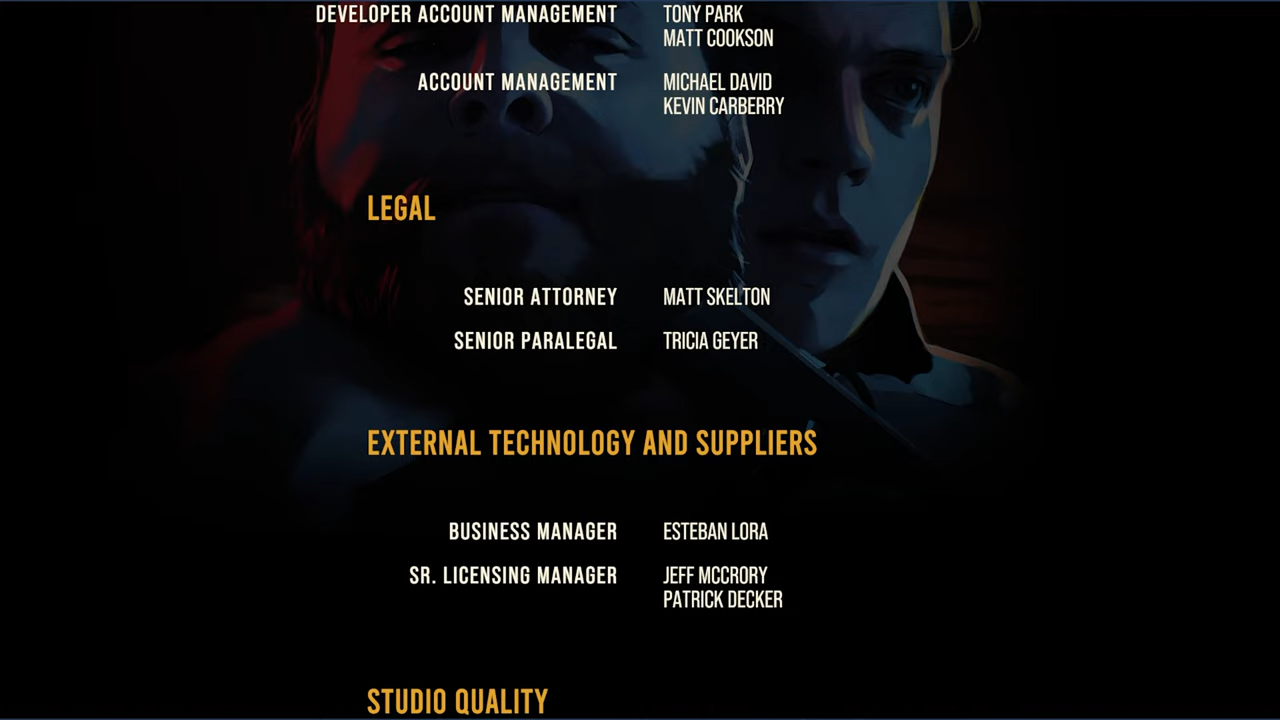 DEVELOPER ACCOUNT MANAGEMENT TONY PARK
MATT COOKSON
ACCOUNT MANAGEMENT MICHAEL DAVID
KEVIN CARBERRY
LEGAL
SENIOR ATTORNEY MATT SKELTON
SENIOR PARALEGAL TRICIA GEYER
EXTERNAL TECHNOLOGY AND SUPPLIERS
BUSINESS MANAGER ESTEBAN LORA
SR. LICENSING MANAGER JEFF MCCRORY
PATRICK DECKER
STUDIO QUALITY